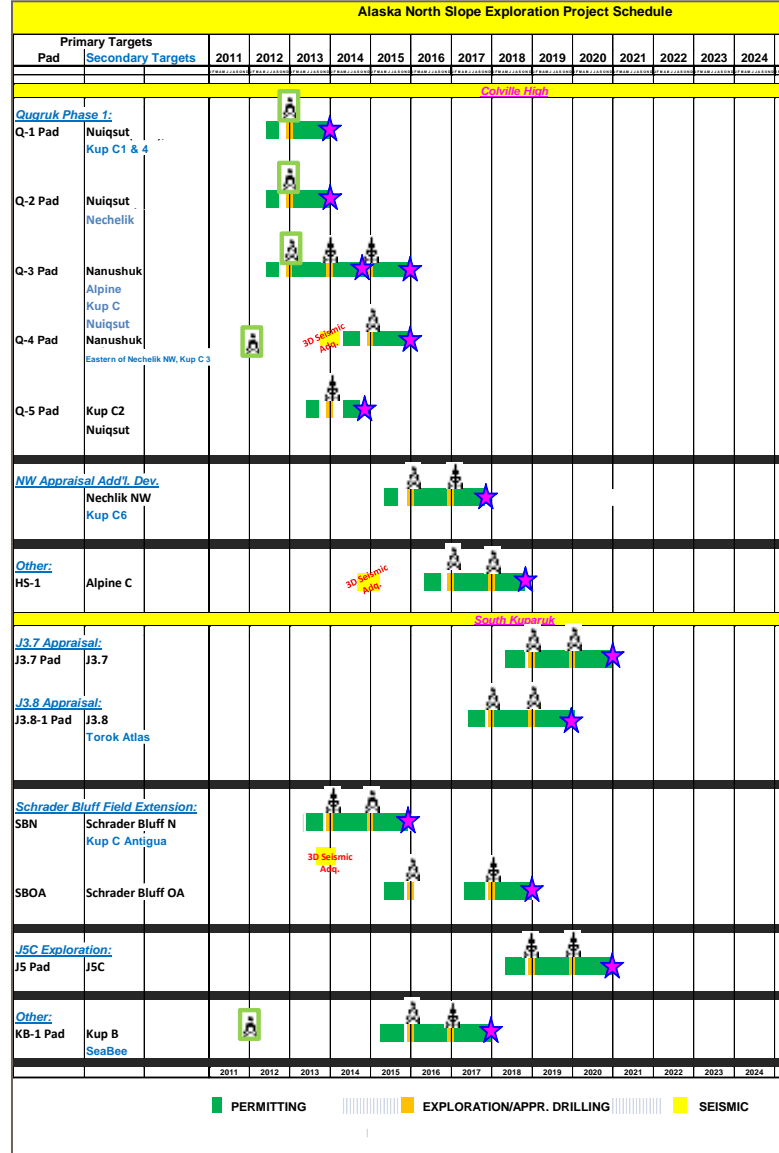 Alaska North Slope Exploration Project Schedule
Primary Targets
Pad Secondary Targets 2011 2012 2013 2014 2015 2016 2017 2018 2019 2020 2021 2022 2023 2024
Colville High
Qugruk Phase 1:
Q-1 Pad Nuiqsut
Kup C1 & 4
Q-2 Pad Nuiqsut
Nechelik
Q-3 Pad Nanushuk
Alpine
Kup C
Nuiqsut
Q-4 Pad Nanushuk
3D Seismic
Adq.
Eastern of Nechelik NW, Kup C 3
Q-5 Pad Kup C2
Nuiqsut
NW Appraisal Add'l. Dev.
Nechlik NW
Kup C6
Other:
HS-1 Alpine C
3D Seismic
Adq.
South Kuparuk
J3.7 Appraisal:
J3.7 Pad J3.7
J3.8 Appraisal:
J3.8-1 Pad J3.8
Torok Atlas
Schrader Bluff Field Extension:
SBN Schrader Bluff N
Kup C Antigua
3D Seismic
Adq.
SBOA Schrader Bluff OA
J5C Exploration:
J5 Pad J5C
Other:
KB-1 Pad Kup B
SeaBee
2011 2012 2013 2014 2015 2016 2017 2018 2019 2020 2021 2022 2023 2024
PERMITTING EXPLORATION/APPR. DRILLING SEISMIC